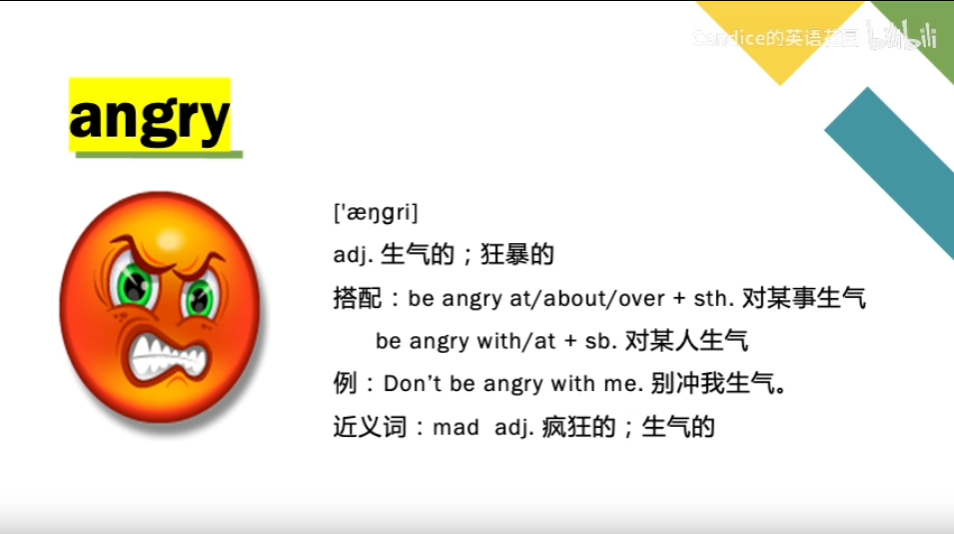 Candice的英语花园
bilibili
angry
['æŋgri]
adj. 生气的；狂暴的
搭配：be angry at/about/over + sth. 对某事生气
be angry with/at + sb. 对某人生气
例：Don't be angry with me. 别冲我生气。
近义词：mad adj. 疯狂的；生气的